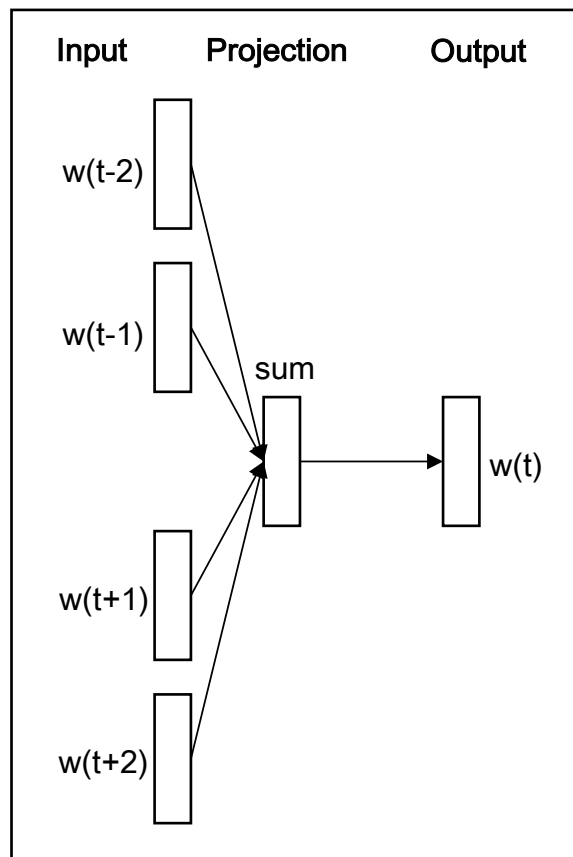 Input Projection Output
w(t-2)
w(t-1)
sum
w(t)
w(t+1)
w(t+2)